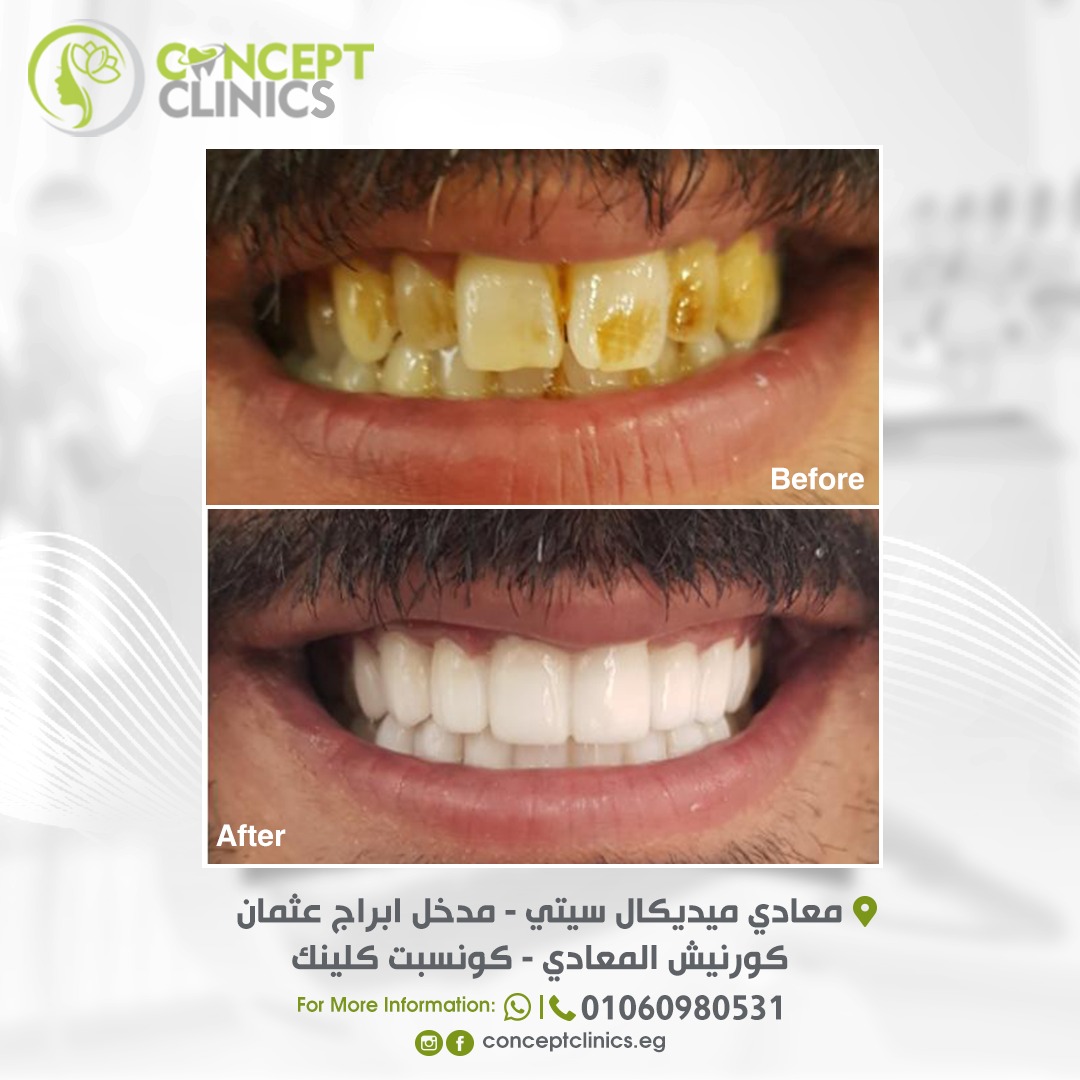 CONCEPT
CLINICS
Before
After
معادي ميديكال سيتي - مدخل ابراج عثمان
كورنيش المعادي - كونسبت كلينك
For More Information: | 01060980531
conceptclinics.eg